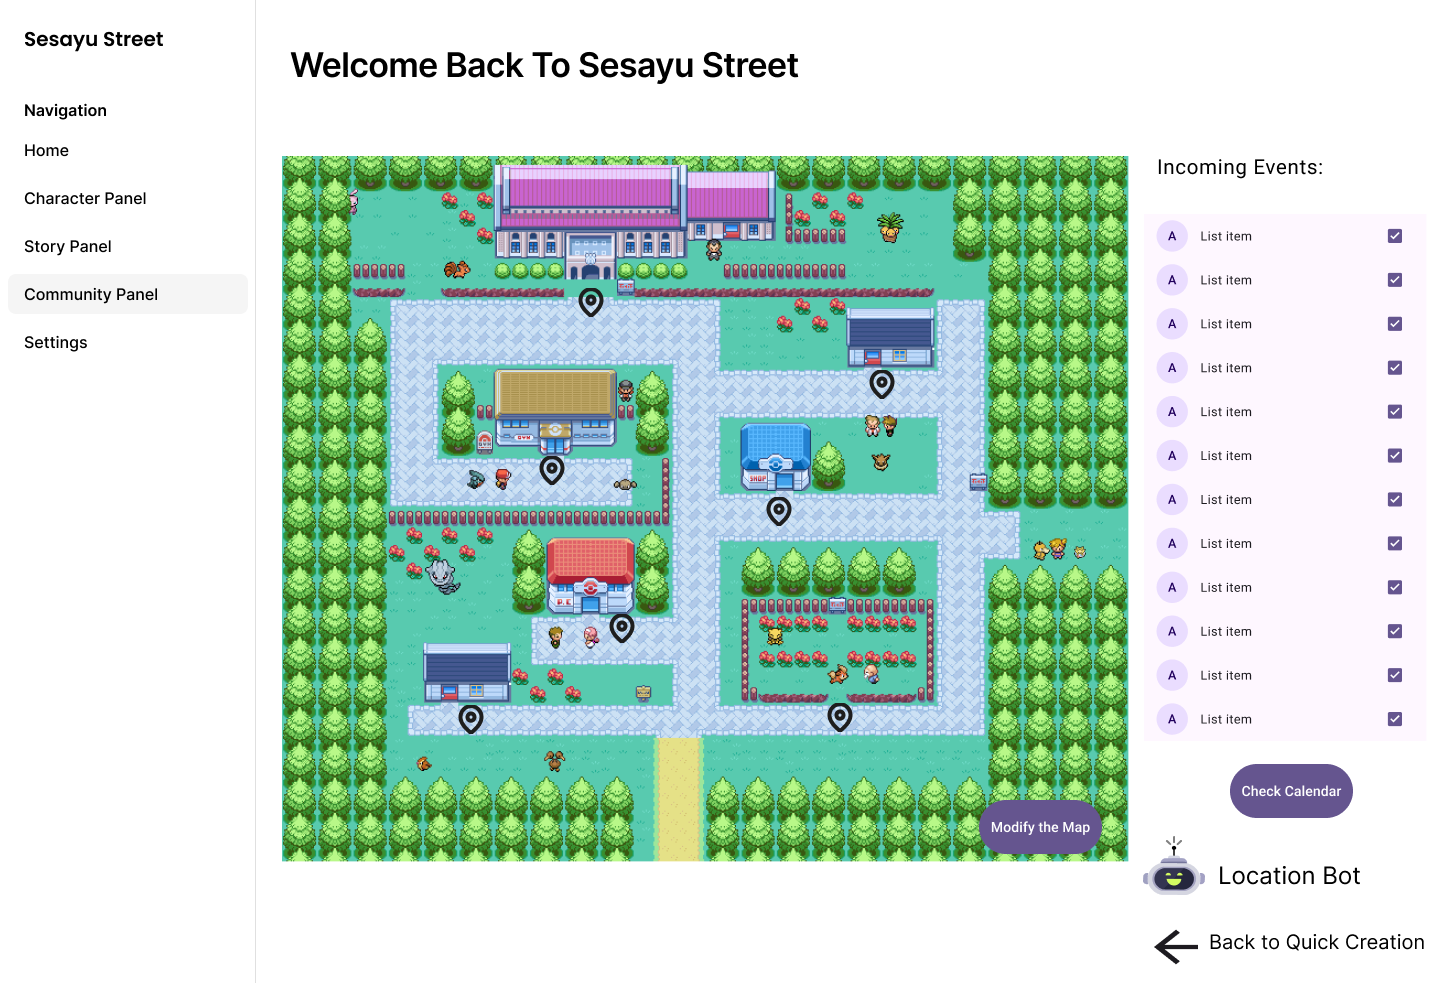 Sesayu Street
Navigation
Home
Character Panel
Story Panel
Community Panel
Settings
Welcome Back To Sesayu Street
GYM
GYM
SHOP
P.C
Modify the Map
Incoming Events:
A List item
A List item
A List item
A List item
A List item
A List item
A List item
A List item
A List item
A List item
A List item
A List item
Check Calendar
Location Bot
Back to Quick Creation